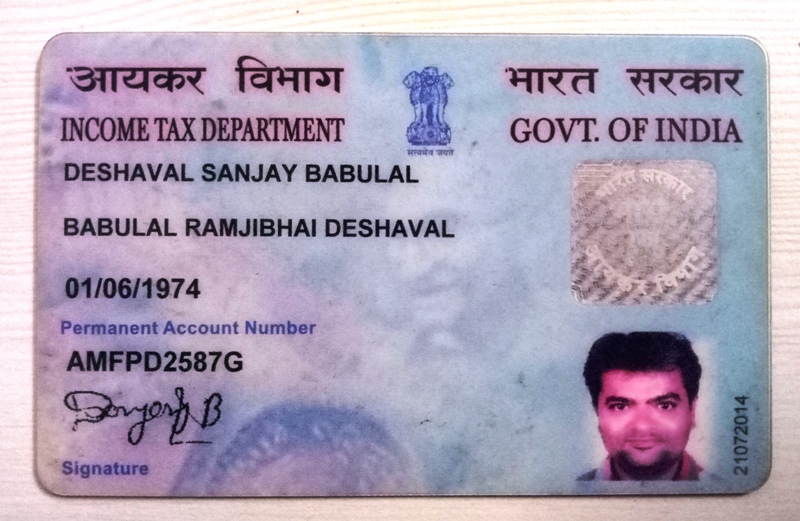 आयकर विभाग भारत सरकार
INCOME TAX DEPARTMENT GOVT. OF INDIA
सत्यमेव जयते
DESHAVAL SANJAY BABULAL
भारत सरकार
BABULAL RAMJIBHAI DESHAVAL
आयकर विभाग
01/06/1974
Permanent Account Number
AMFPD2587G
Signature
21072014